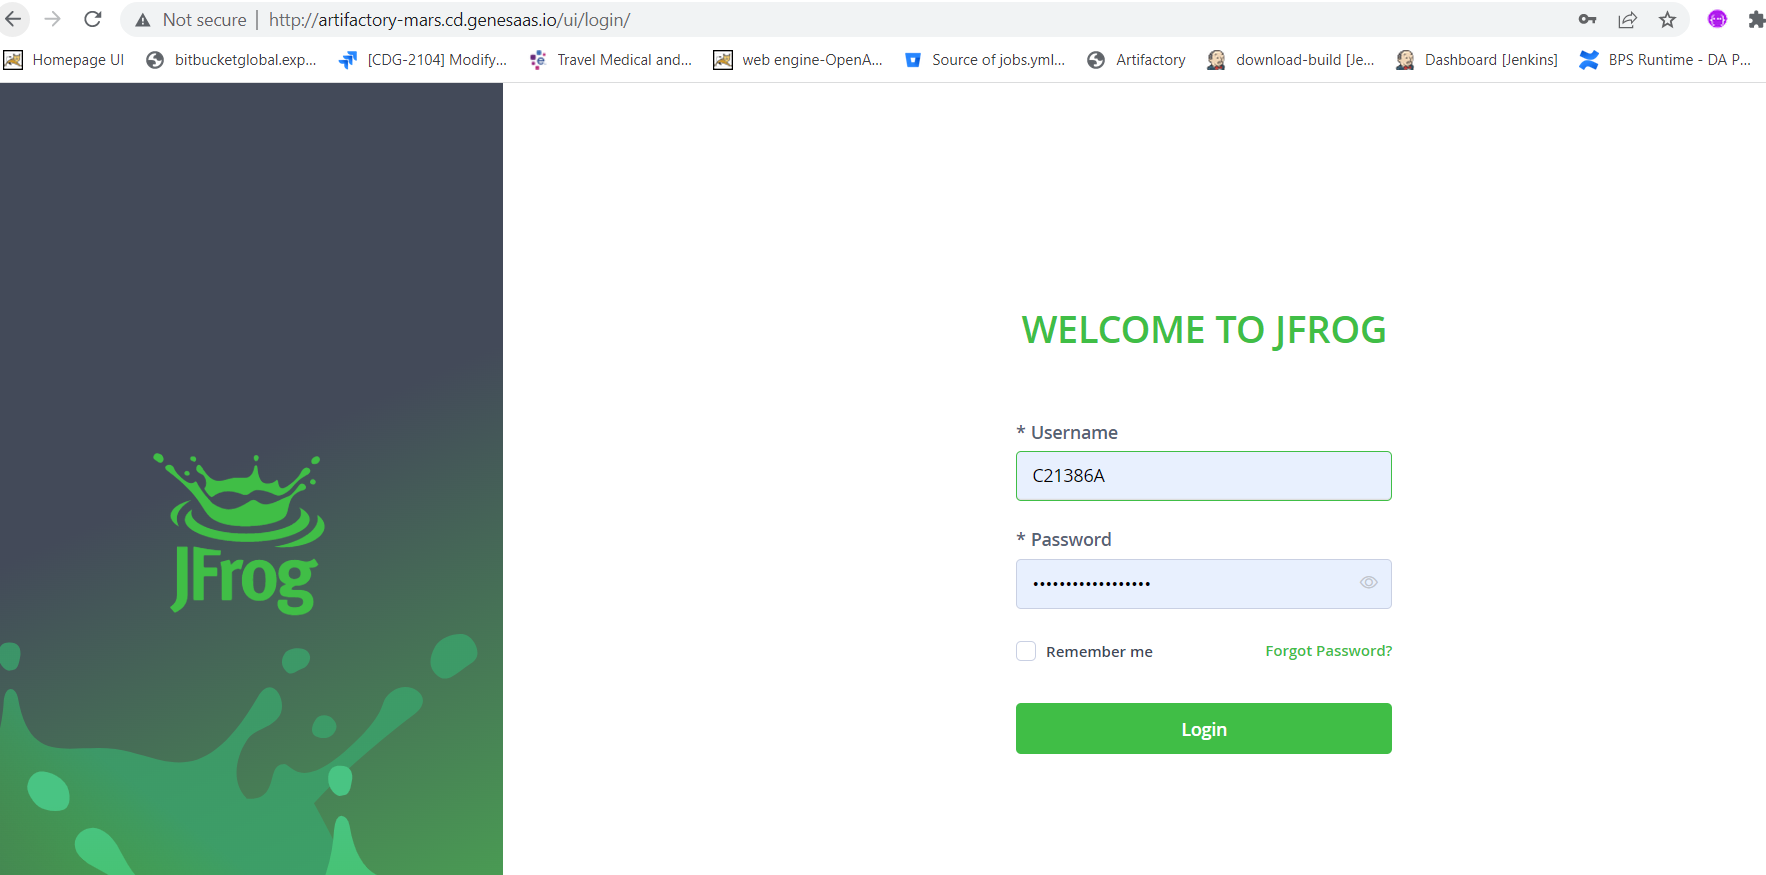 Not secure | http://artifactory-mars.cd.genesaas.io/ui/login/
Homepage UI bitbucketglobal.exp... [CDG-2104] Modify... Travel Medical and... web engine-OpenA... Source of jobs.yml... Artifactory download-build [Je... Dashboard [Jenkins] BPS Runtime - DA P...
WELCOME TO JFROG
* Username
C21386A
JFrog
* Password
••••••••••••••••••
Remember me Forgot Password?
Login